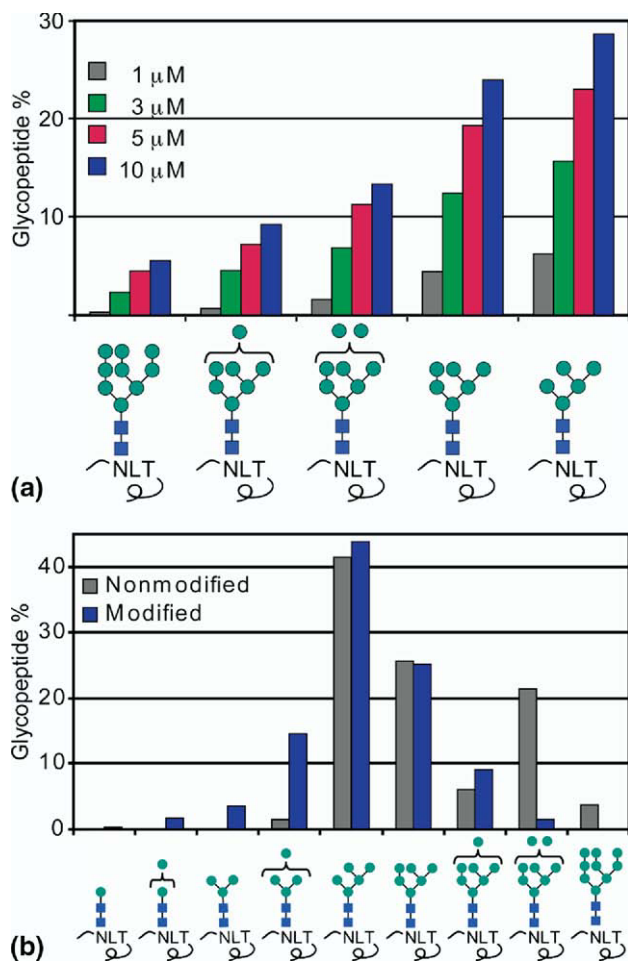 30
20
10
Glycopeptide %
1 μM
3 μM
5 μM
10 μM
NLT NLT NLT NLT NLT
(a)
40
30
20
10
0
Glycopeptide %
Nonmodified
Modified
NLT NLT NLT NLT NLT NLT NLT NLT NLT
(b)